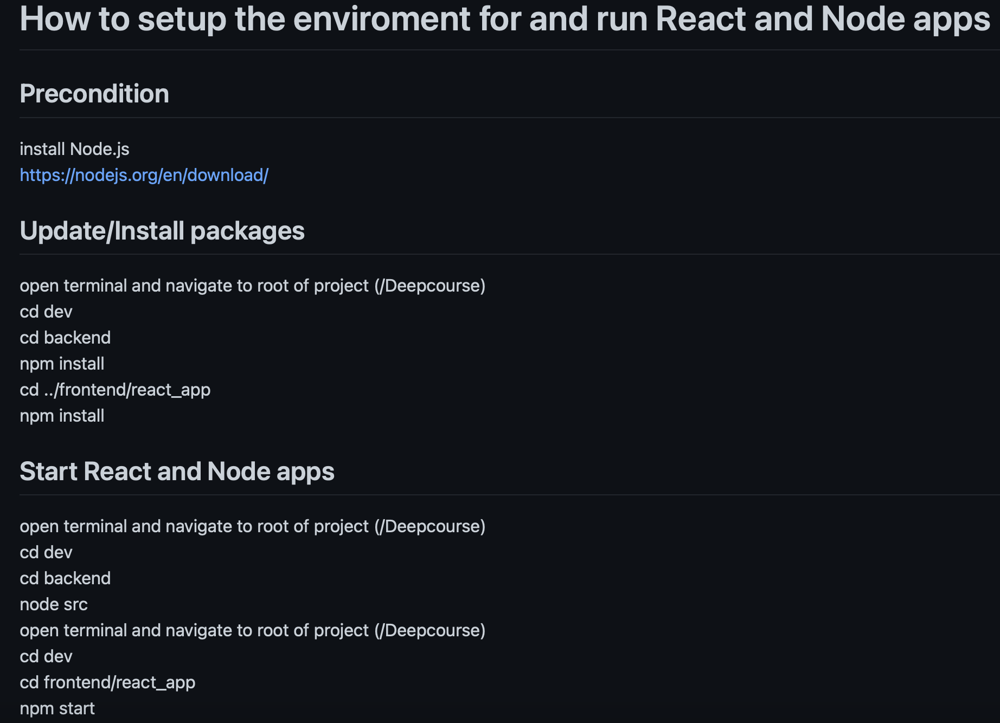 How to setup the enviroment for and run React and Node apps
Precondition
install Node.js
https://nodejs.org/en/download/
Update/Install packages
open terminal and navigate to root of project (/Deepcourse)
cd dev
cd backend
npm install
cd ../frontend/react_app
npm install
Start React and Node apps
open terminal and navigate to root of project (/Deepcourse)
cd dev
cd backend
node src
open terminal and navigate to root of project (/Deepcourse)
cd dev
cd frontend/react_app
npm start